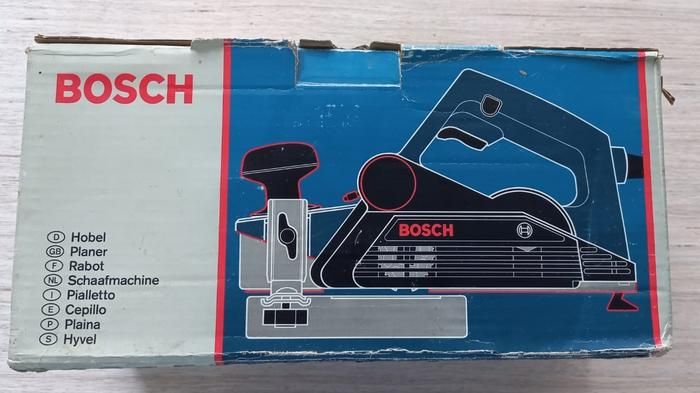 BOSCH
D Hobel
GB Planer
F Rabot
NL Schaafmachine
I Pialletto
E Cepillo
P Plaina
S Hyvel
BOSCH